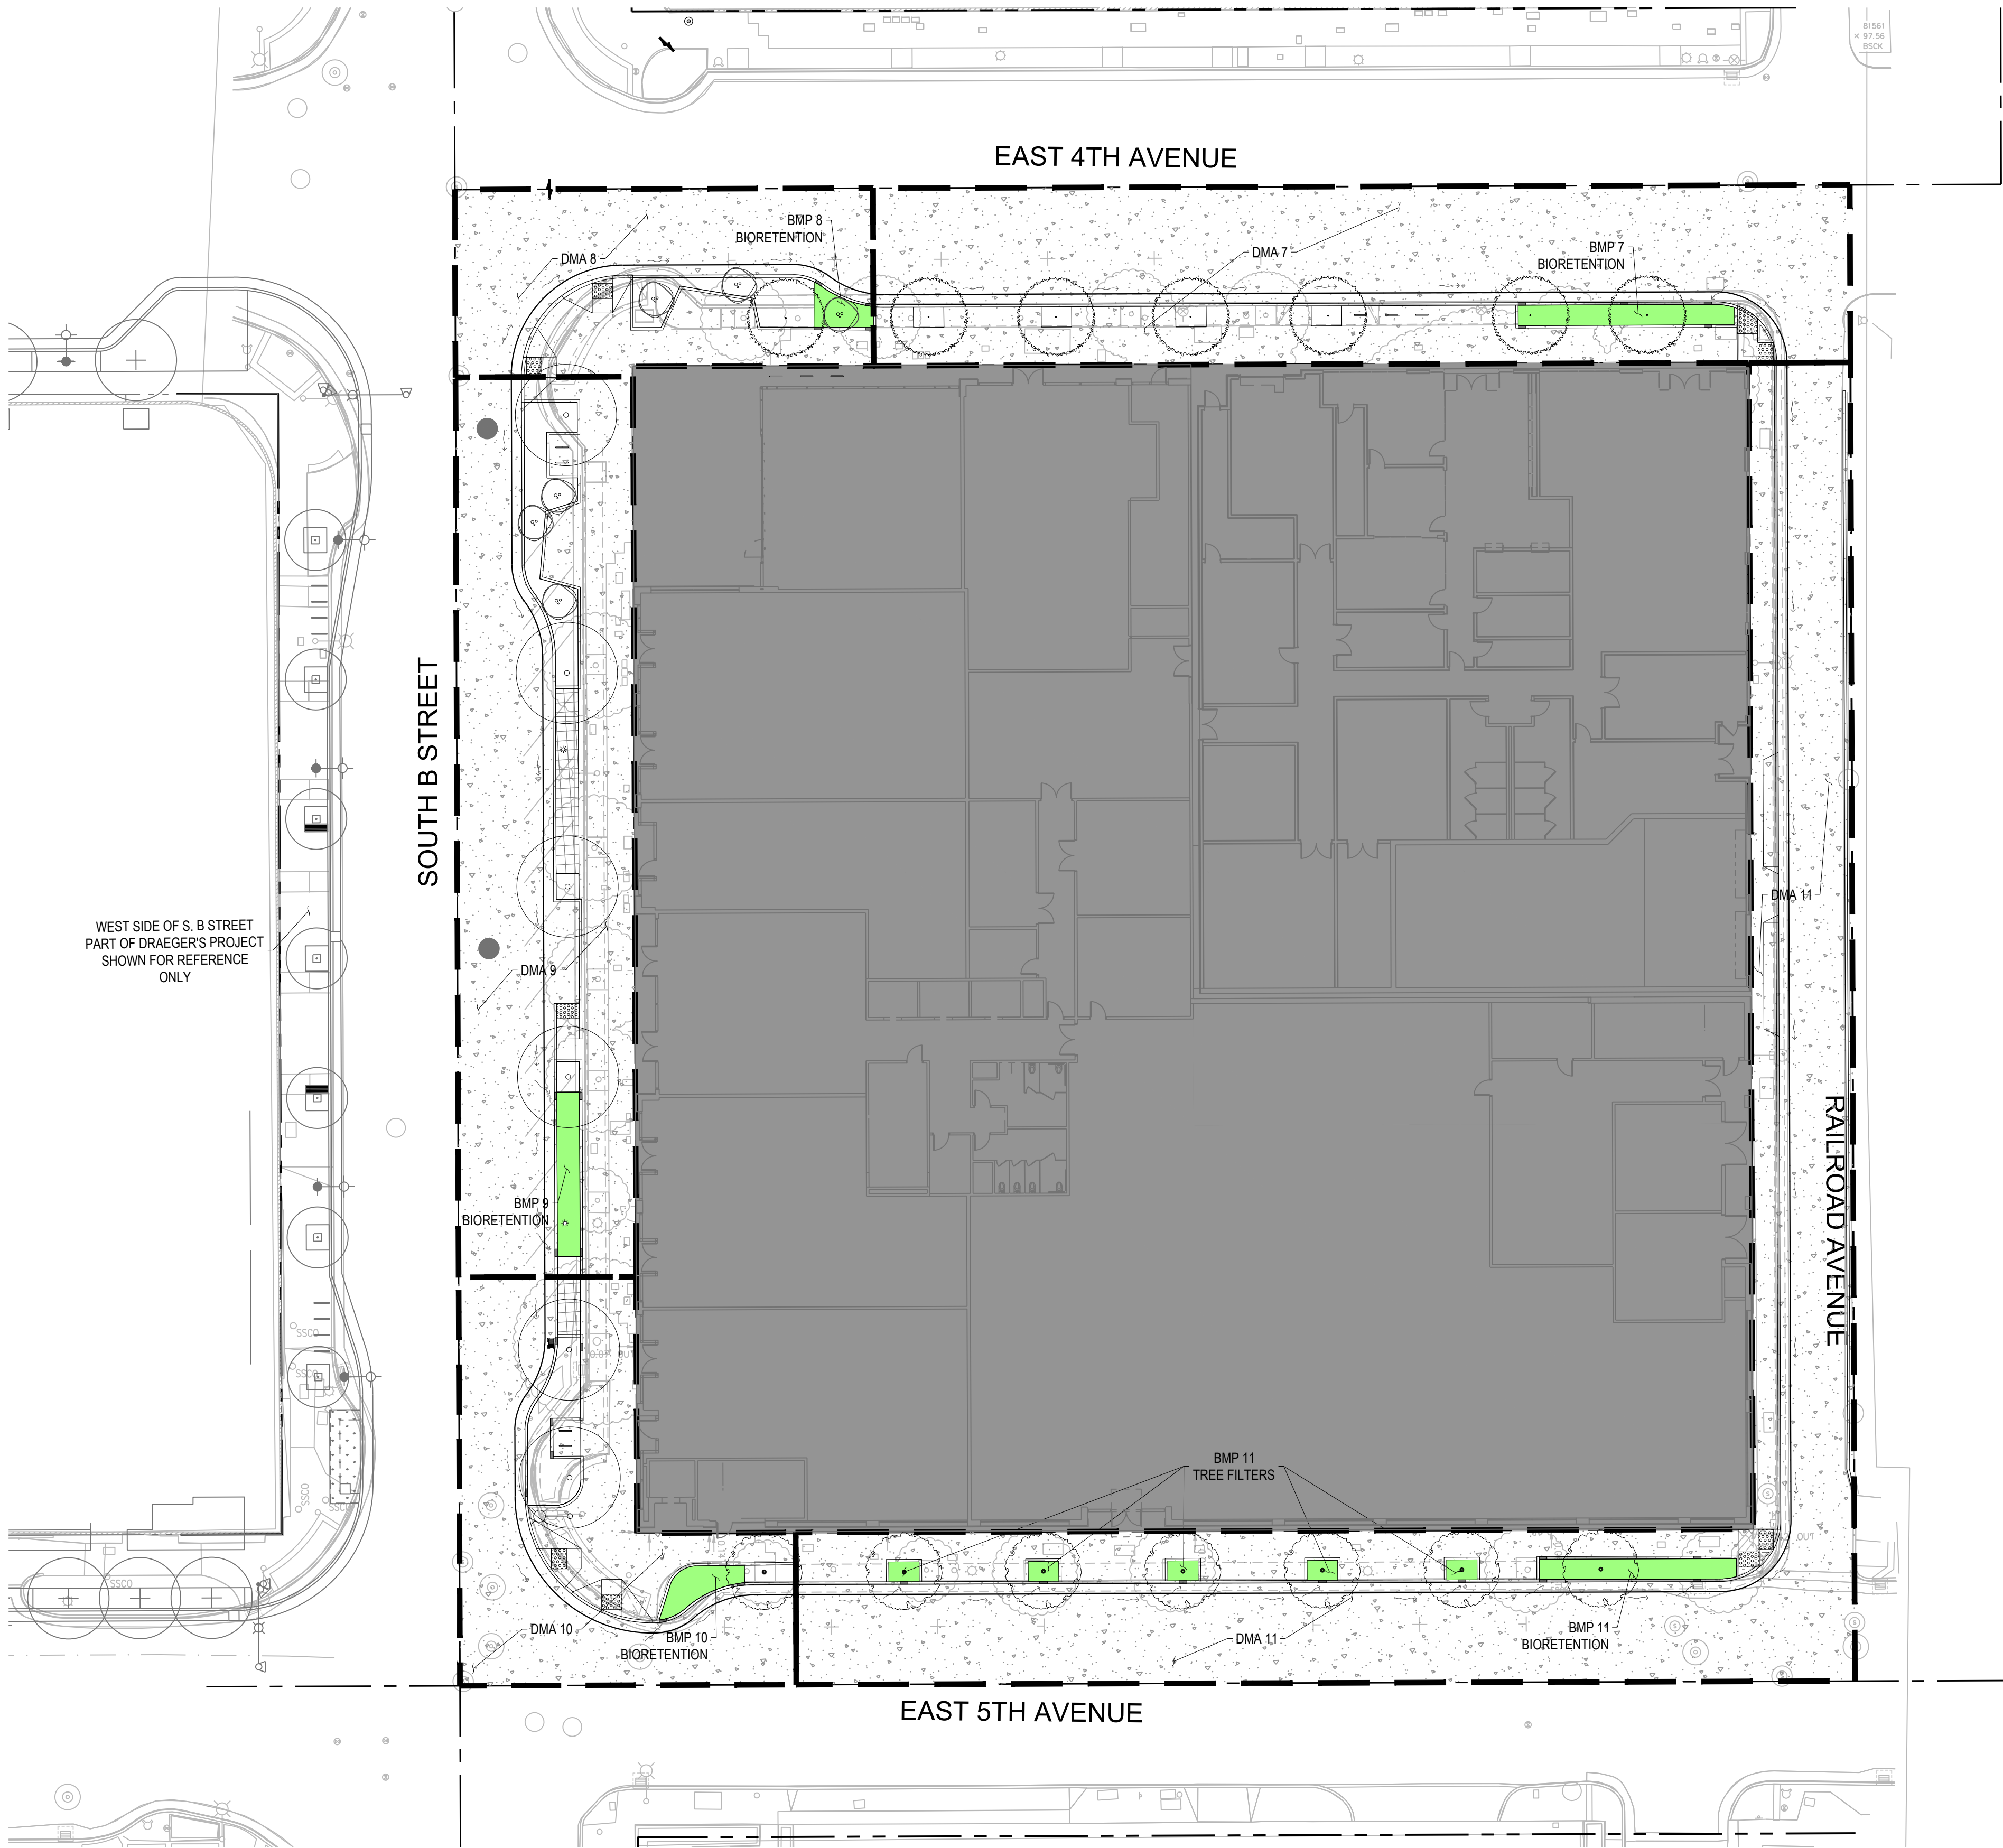 81561
× 97.56
BSCK
EAST 4TH AVENUE
BMP 8
BIORETENTION
DMA 8
DMA 7
BMP 7
BIORETENTION
SOUTH B STREET
WEST SIDE OF S. B STREET
PART OF DRAEGER'S PROJECT
SHOWN FOR REFERENCE
ONLY
DMA 9
DMA 11
BMP 9
BIORETENTION
RAILROAD AVENUE
SSCO
SSCO
SSCO
SSCO
BMP 11
TREE FILTERS
OUT
DMA 10
BMP 10
BIORETENTION
DMA 11
BMP 11
BIORETENTION
EAST 5TH AVENUE